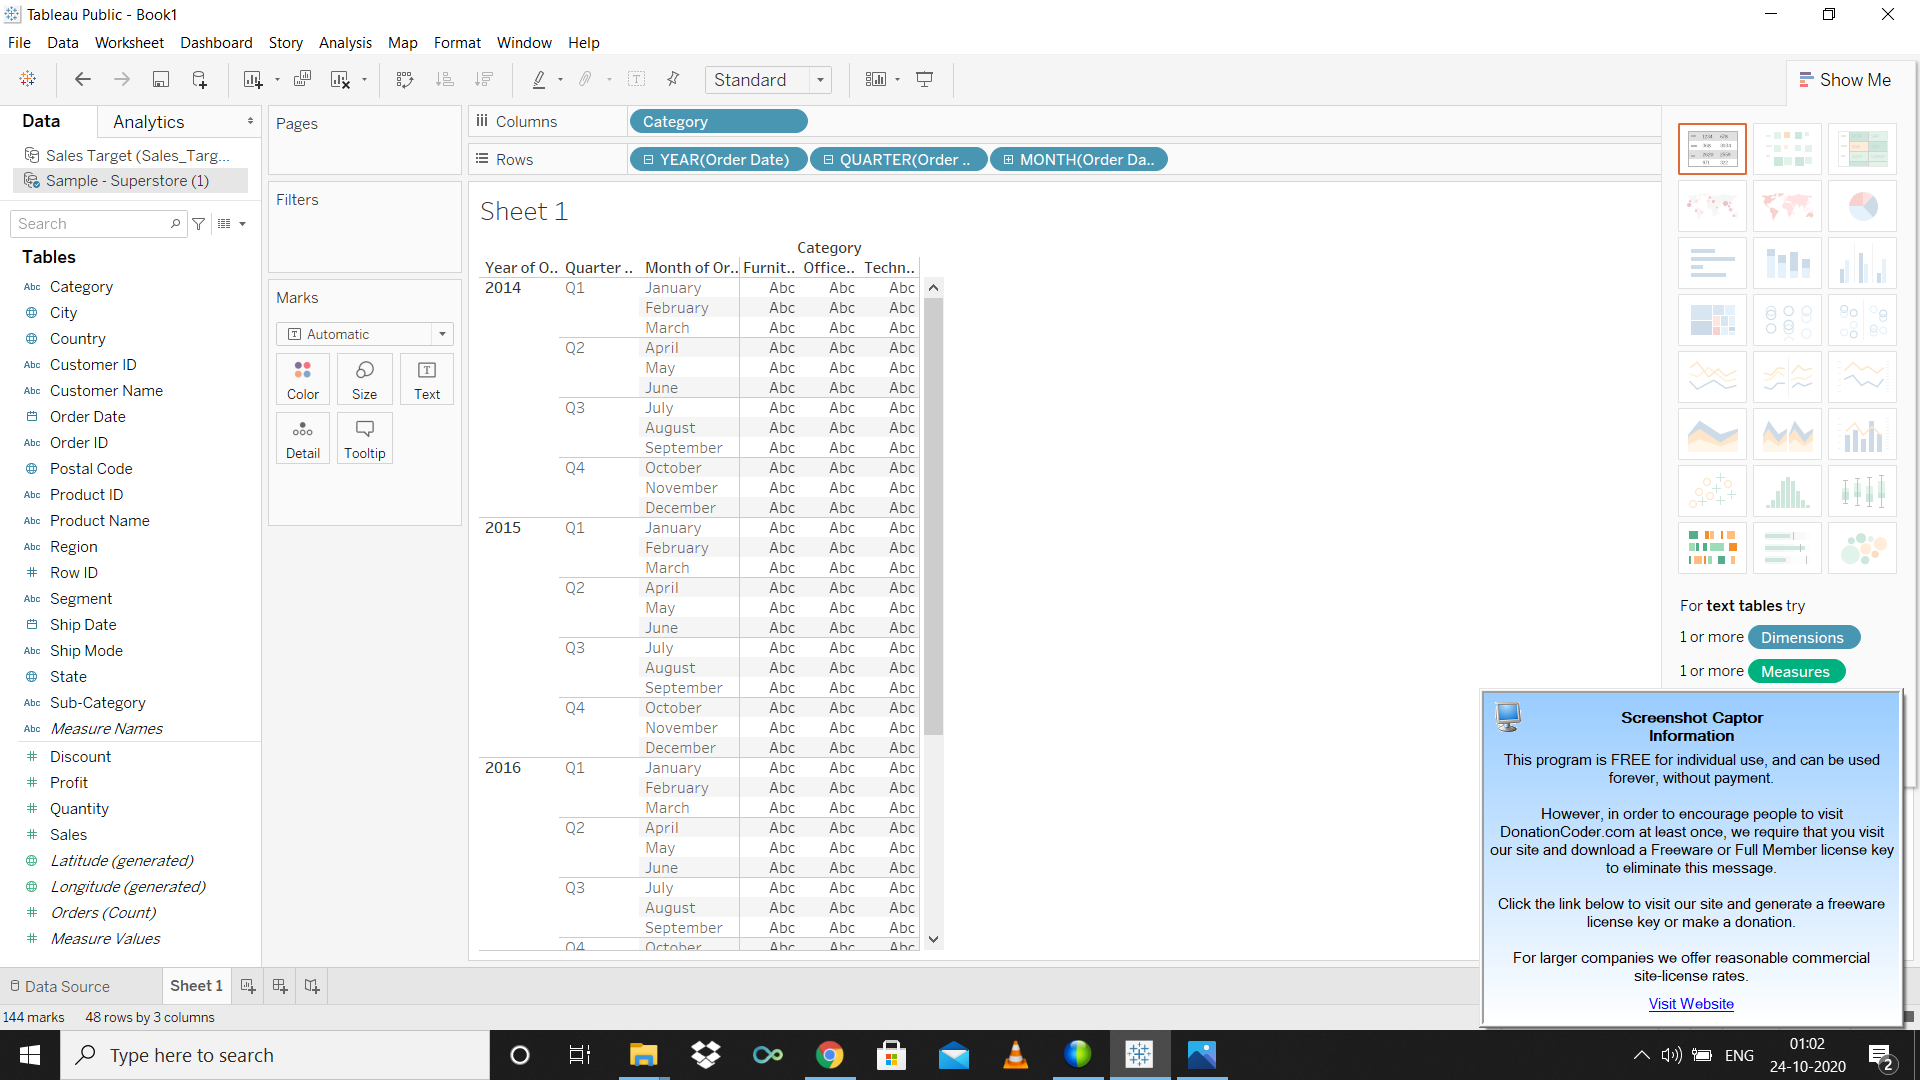 Tableau Public - Book1
File Data Worksheet Dashboard Story Analysis Map Format Window Help
Standard
Show Me
Data Analytics
Sales Target (Sales_Targ...
Sample - Superstore (1)
Search
Tables
Abc Category
City
Country
Abc Customer ID
Abc Customer Name
Order Date
Abc Order ID
Postal Code
Abc Product ID
Abc Product Name
Abc Region
# Row ID
Abc Segment
Ship Date
Abc Ship Mode
State
Abc Sub-Category
Abc Measure Names
# Discount
# Profit
# Quantity
# Sales
Latitude (generated)
Longitude (generated)
# Orders (Count)
# Measure Values
Pages
Filters
Marks
Automatic
Color Size Text
Detail Tooltip
Columns Category
Rows YEAR(Order Date) QUARTER(Order .. MONTH(Order Da..
Sheet 1
Category
Year of O.. Quarter .. Month of Or.. Furnit.. Office.. Techn..
2014 Q1 January Abc Abc Abc
February Abc Abc Abc
March Abc Abc Abc
Q2 April Abc Abc Abc
May Abc Abc Abc
June Abc Abc Abc
Q3 July Abc Abc Abc
August Abc Abc Abc
September Abc Abc Abc
Q4 October Abc Abc Abc
November Abc Abc Abc
December Abc Abc Abc
2015 Q1 January Abc Abc Abc
February Abc Abc Abc
March Abc Abc Abc
Q2 April Abc Abc Abc
May Abc Abc Abc
June Abc Abc Abc
Q3 July Abc Abc Abc
August Abc Abc Abc
September Abc Abc Abc
Q4 October Abc Abc Abc
November Abc Abc Abc
December Abc Abc Abc
2016 Q1 January Abc Abc Abc
February Abc Abc Abc
March Abc Abc Abc
Q2 April Abc Abc Abc
May Abc Abc Abc
June Abc Abc Abc
Q3 July Abc Abc Abc
August Abc Abc Abc
September Abc Abc Abc
Q4 October Abc Abc Abc
For text tables try
1 or more Dimensions
1 or more Measures
Screenshot Captor
Information
This program is FREE for individual use, and can be used
forever, without payment.
However, in order to encourage people to visit
DonationCoder.com at least once, we require that you visit
our site and download a Freeware or Full Member license key
to eliminate this message.
Click the link below to visit our site and generate a freeware
license key or make a donation.
For larger companies we offer reasonable commercial
site-license rates.
Visit Website
Data Source Sheet 1
144 marks 48 rows by 3 columns
Type here to search
ENG
01:02
24-10-2020
2